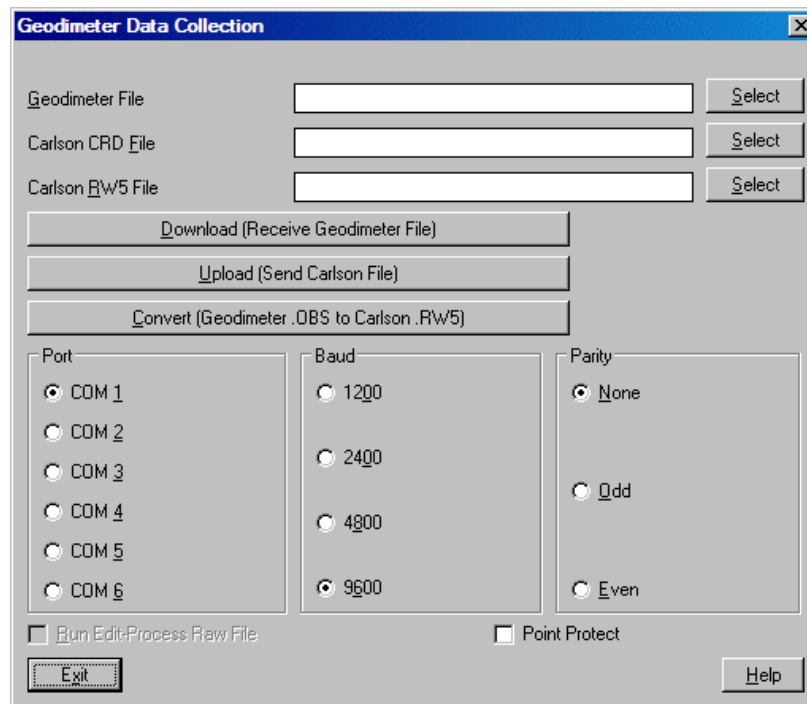 Geodimeter Data Collection
Geodimeter File Select
Carlson CRD File Select
Carlson RW5 File Select
Download (Receive Geodimeter File)
Upload (Send Carlson File)
Convert (Geodimeter .OBS to Carlson .RW5)
Port
COM 1
COM 2
COM 3
COM 4
COM 5
COM 6
Baud
1200
2400
4800
9600
Parity
None
Odd
Even
Run Edit-Process Raw File
Point Protect
Exit
Help